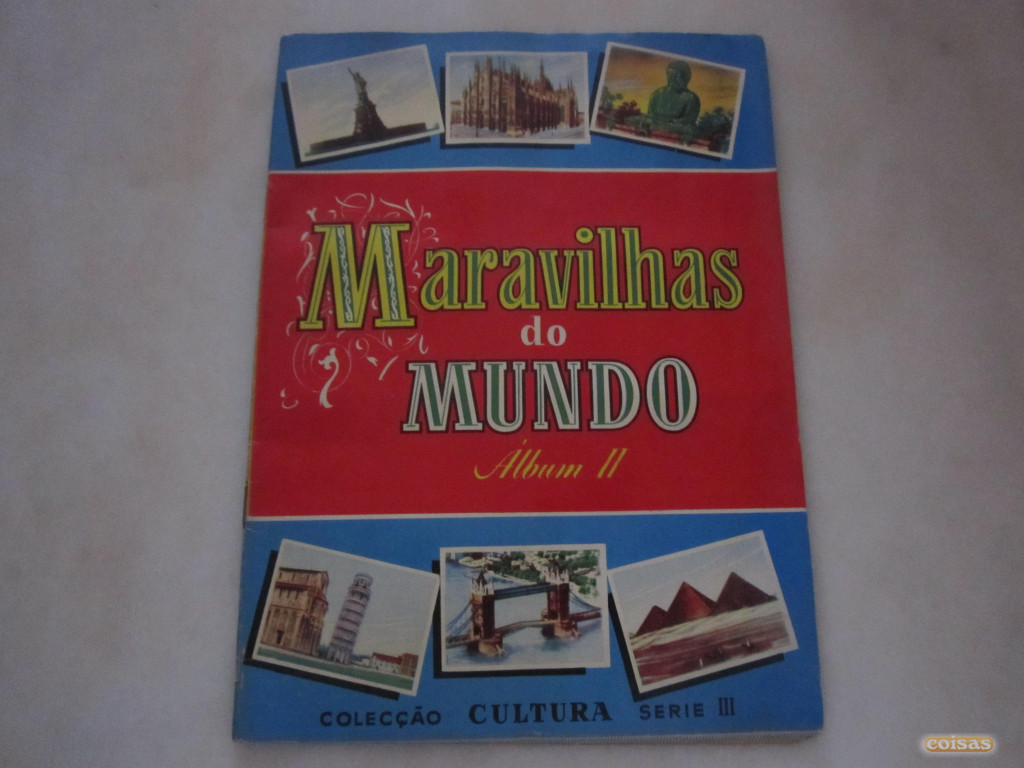 Maravilhas
do
MUNDO
Álbum II
COLECÇÃO CULTURA SERIE III
coisas